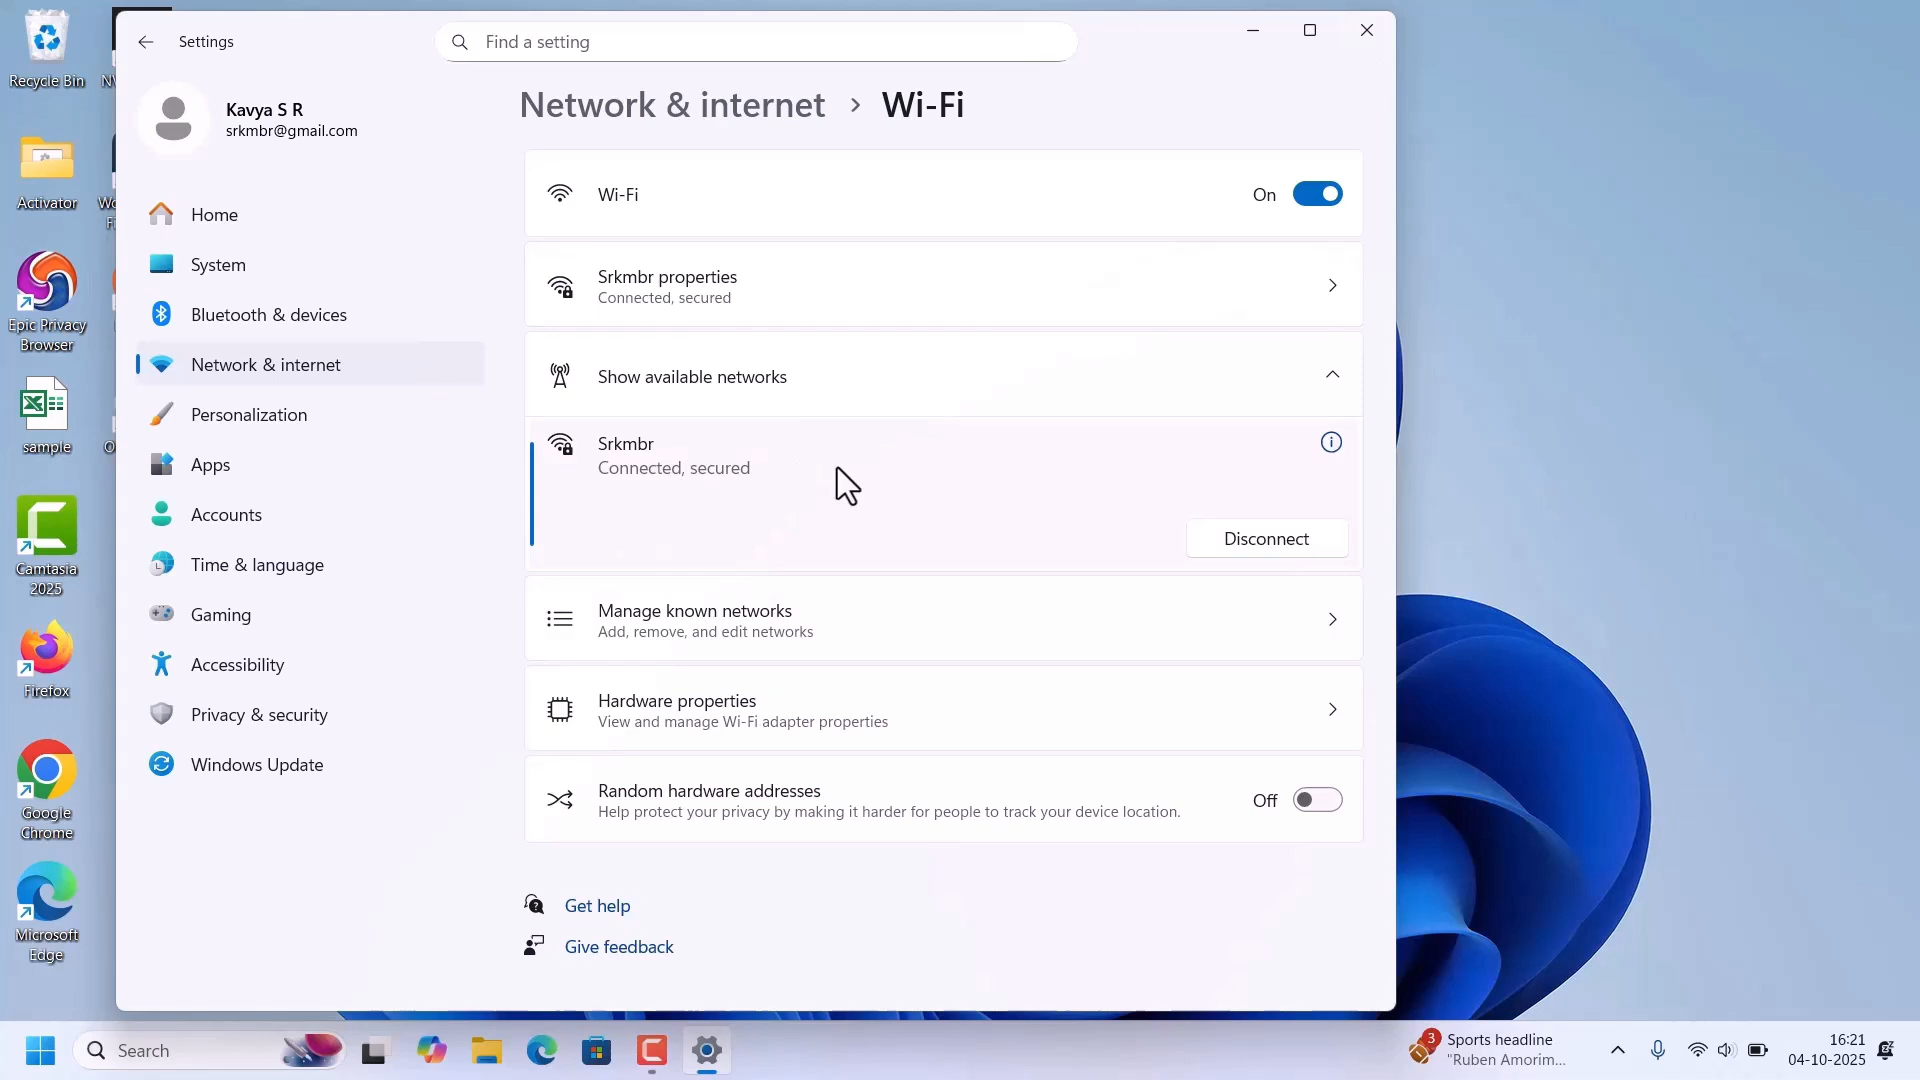 Recycle Bin
Activator
Epic Privacy
Browser
sample
Camtasia
2025
Firefox
Google
Chrome
Microsoft
Edge
Settings
Find a setting
Kavya S R
srkmbr@gmail.com
Home
System
Bluetooth & devices
Network & internet
Personalization
Apps
Accounts
Time & language
Gaming
Accessibility
Privacy & security
Windows Update
Network & internet > Wi-Fi
Wi-Fi
On
Srkmbr properties
Connected, secured
Show available networks
Srkmbr
Connected, secured
Disconnect
Manage known networks
Add, remove, and edit networks
Hardware properties
View and manage Wi-Fi adapter properties
Random hardware addresses
Help protect your privacy by making it harder for people to track your device location.
Off
Get help
Give feedback
Search
3
Sports headline
"Ruben Amorim...
16:21
04-10-2025